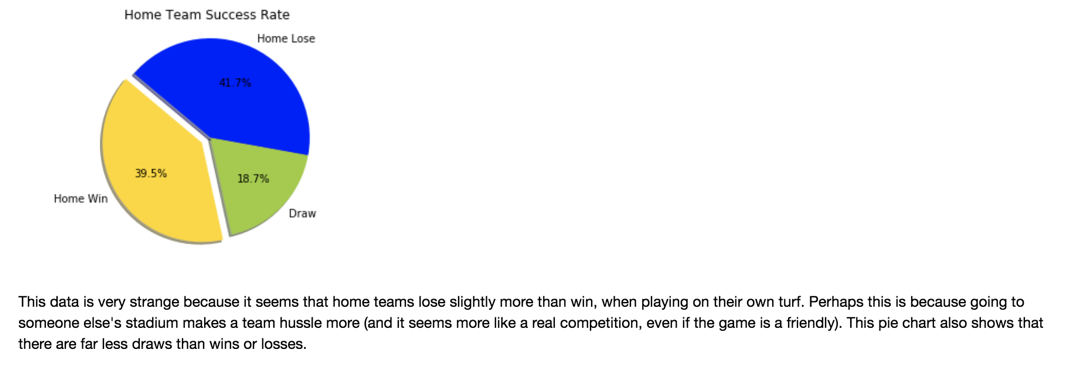 Home Team Success Rate
Home Lose
41.7%
39.5%
18.7%
Home Win
Draw
This data is very strange because it seems that home teams lose slightly more than win, when playing on their own turf. Perhaps this is because going to
someone else's stadium makes a team hussle more (and it seems more like a real competition, even if the game is a friendly). This pie chart also shows that
there are far less draws than wins or losses.